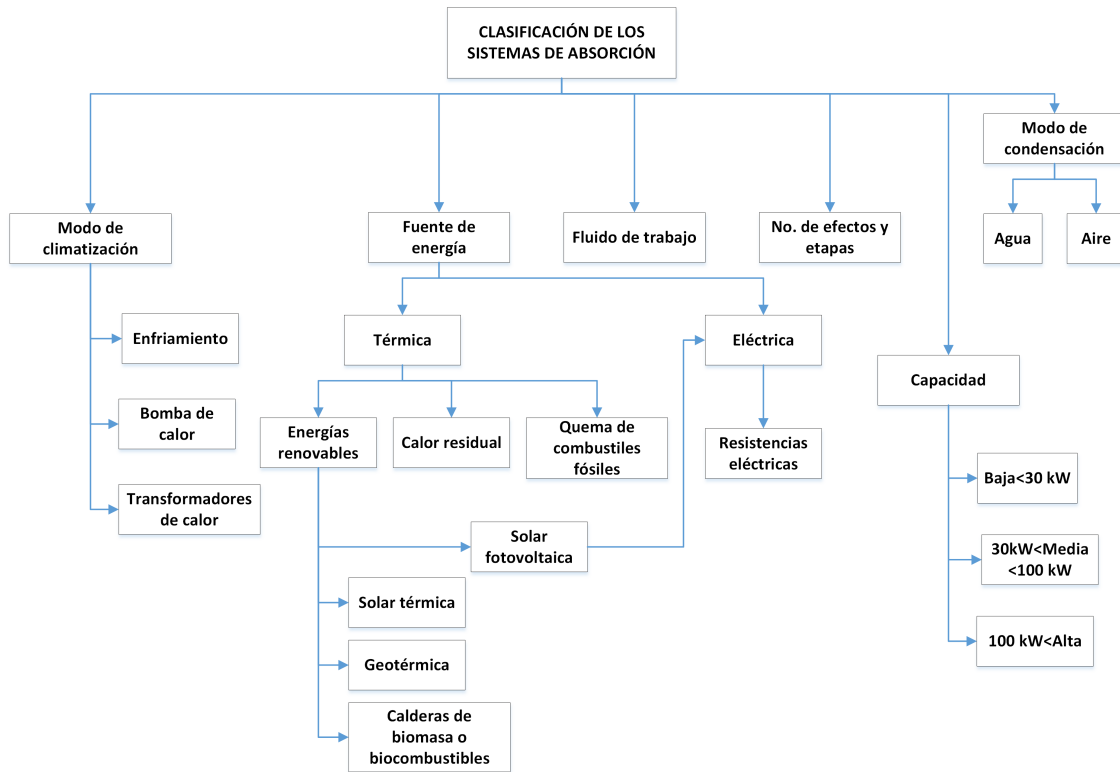 CLASIFICACIÓN DE LOS
SISTEMAS DE ABSORCIÓN
Modo de
condensación
Agua
Aire
Modo de
climatización
Fuente de
energía
Fluido de trabajo
No. de efectos y
etapas
Enfriamiento
Bomba de
calor
Transformadores
de calor
Térmica
Eléctrica
Capacidad
Energías
renovables
Calor residual
Quema de
combustiles
fósiles
Resistencias
eléctricas
Baja<30 kW
30kW<Media
<100 kW
100 kW<Alta
Solar
fotovoltaica
Solar térmica
Geotérmica
Calderas de
biomasa o
biocombustibles